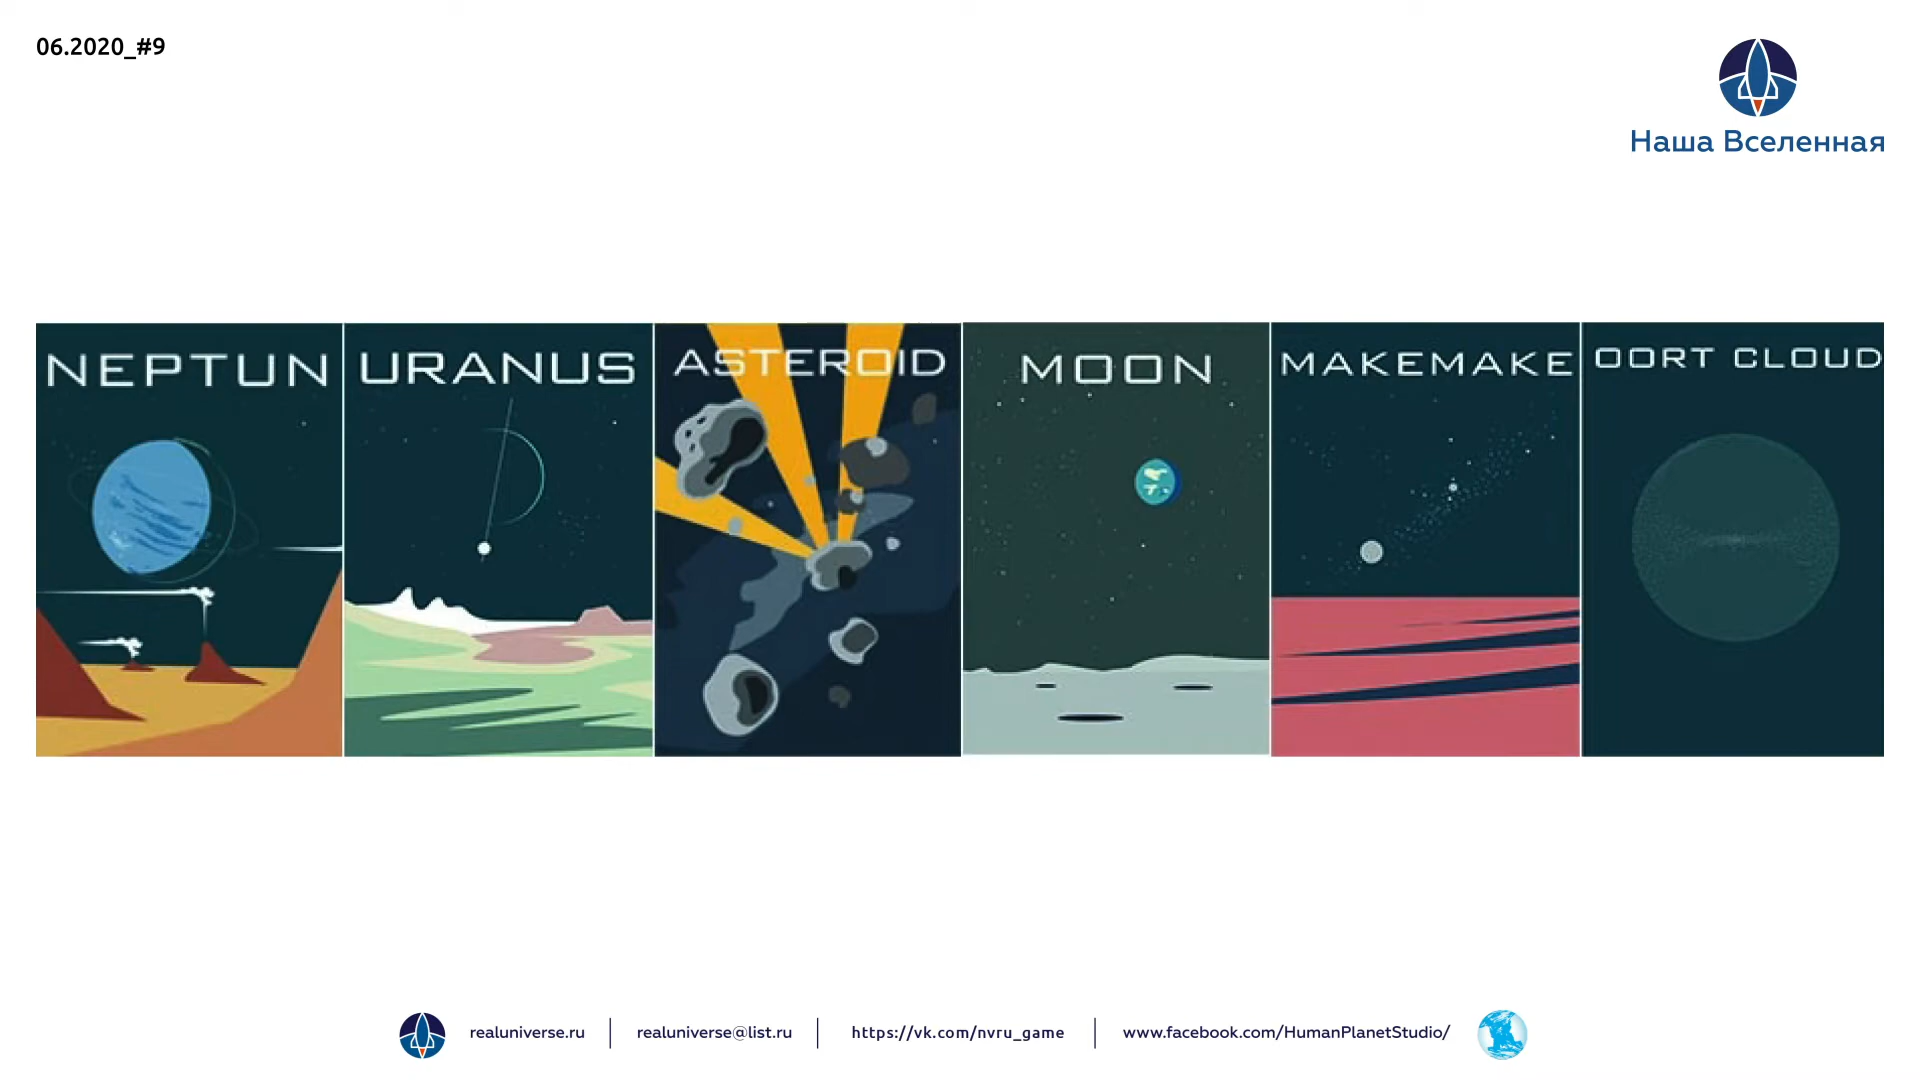 06.2020_#9
Наша Вселенная
NEPTUN
URANUS
ASTEROID
MOON
MAKEMAKE
OORT CLOUD
realuniverse.ru
realuniverse@list.ru
https://vk.com/nvru_game
www.facebook.com/HumanPlanetStudio/